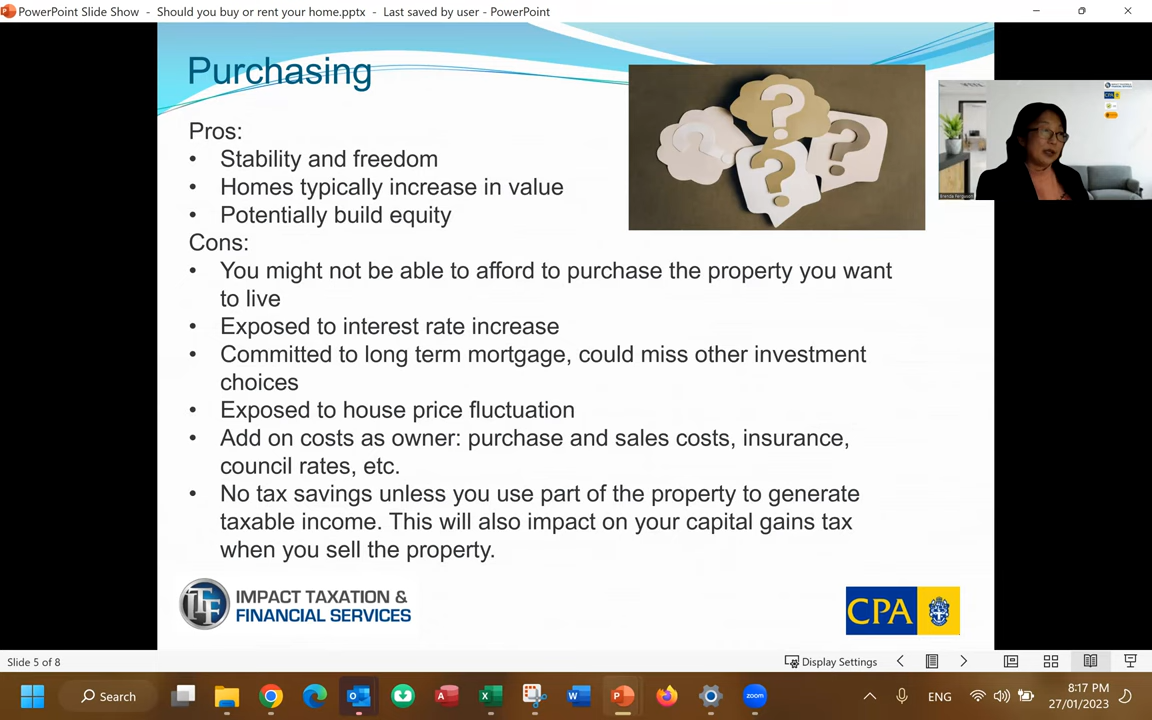 PowerPoint Slide Show - Should you buy or rent your home.pptx - Last saved by user - PowerPoint
Purchasing
Pros:
• Stability and freedom
• Homes typically increase in value
• Potentially build equity
Cons:
• You might not be able to afford to purchase the property you want
to live
• Exposed to interest rate increase
• Committed to long term mortgage, could miss other investment
choices
• Exposed to house price fluctuation
• Add on costs as owner: purchase and sales costs, insurance,
council rates, etc.
• No tax savings unless you use part of the property to generate
taxable income. This will also impact on your capital gains tax
when you sell the property.
ITF
IMPACT TAXATION &
FINANCIAL SERVICES
CPA
Slide 5 of 8
Display Settings
Search
zoom
ENG
8:17 PM
27/01/2023